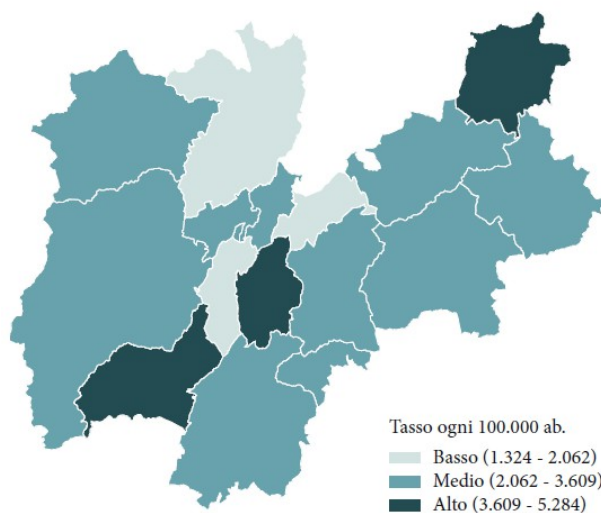 Tasso ogni 100.000 ab.
Basso (1.324 - 2.062)
Medio (2.062 - 3.609)
Alto (3.609 - 5.284)